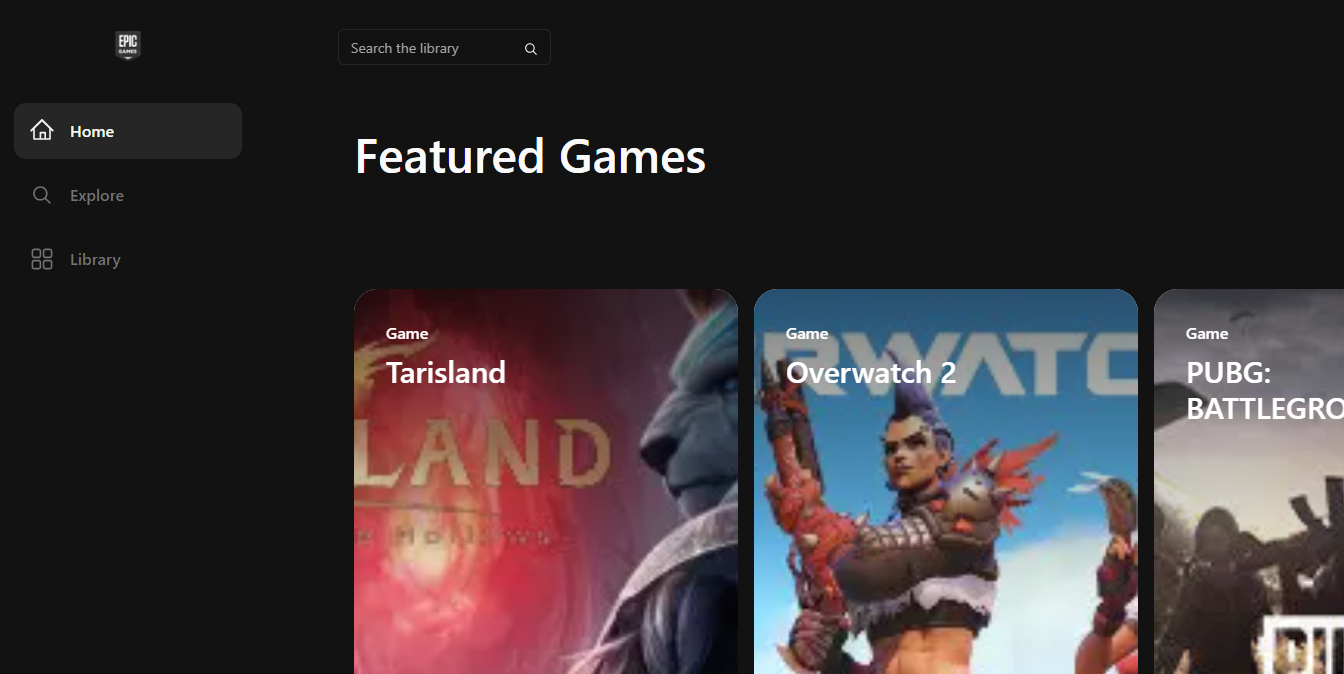 EPIC
GAMES
Search the library
Home
Featured Games
Explore
Library
Game
Tarisland
LAND
Hollows
Game
Overwatch 2
RWATC
Game
PUBG:
BATTLEGRO